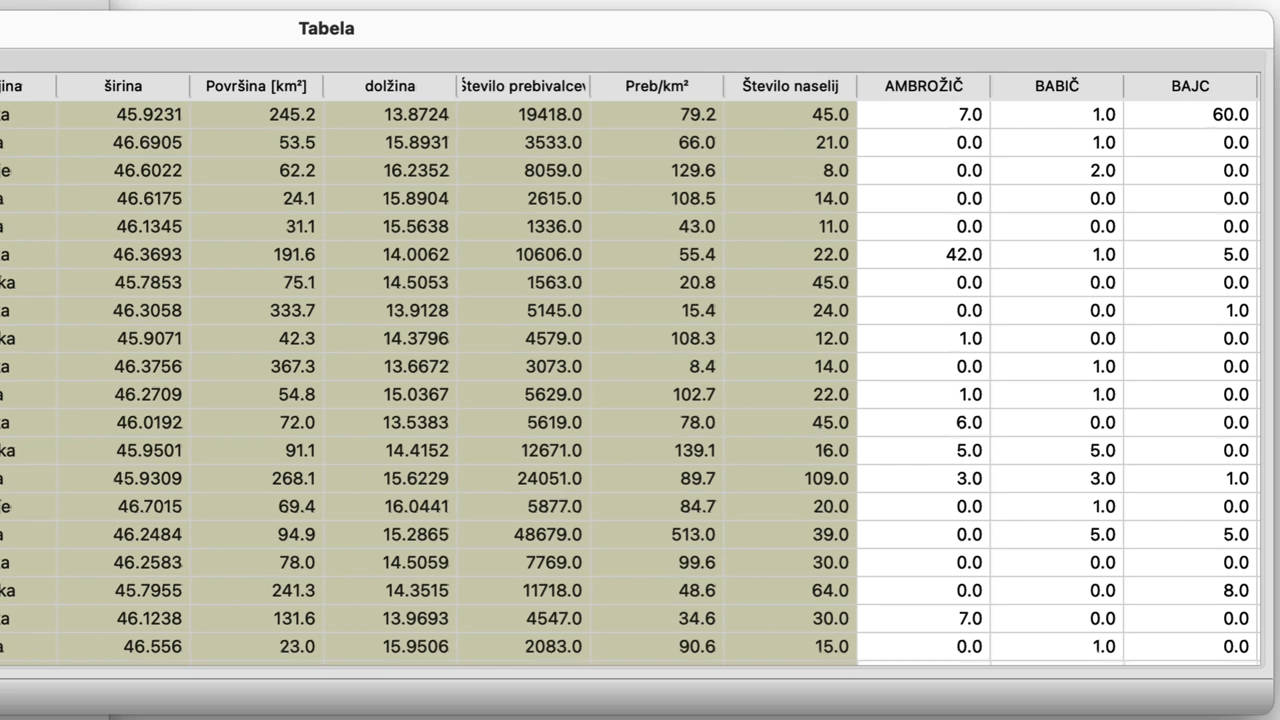 Tabela
širina Površina [km²] dolžina Število prebivalcev Preb/km² Število naselij AMBROŽIČ BABIČ BAJC
45.9231 245.2 13.8724 19418.0 79.2 45.0 7.0 1.0 60.0
46.6905 53.5 15.8931 3533.0 66.0 21.0 0.0 1.0 0.0
46.6022 62.2 16.2352 8059.0 129.6 8.0 0.0 2.0 0.0
46.6175 24.1 15.8904 2615.0 108.5 14.0 0.0 0.0 0.0
46.1345 31.1 15.5638 1336.0 43.0 11.0 0.0 0.0 0.0
46.3693 191.6 14.0062 10606.0 55.4 22.0 42.0 1.0 5.0
45.7853 75.1 14.5053 1563.0 20.8 45.0 0.0 0.0 0.0
46.3058 333.7 13.9128 5145.0 15.4 24.0 0.0 0.0 1.0
45.9071 42.3 14.3796 4579.0 108.3 12.0 1.0 0.0 0.0
46.3756 367.3 13.6672 3073.0 8.4 14.0 0.0 1.0 0.0
46.2709 54.8 15.0367 5629.0 102.7 22.0 1.0 1.0 0.0
46.0192 72.0 13.5383 5619.0 78.0 45.0 6.0 0.0 0.0
45.9501 91.1 14.4152 12671.0 139.1 16.0 5.0 5.0 0.0
45.9309 268.1 15.6229 24051.0 89.7 109.0 3.0 3.0 1.0
46.7015 69.4 16.0441 5877.0 84.7 20.0 0.0 1.0 0.0
46.2484 94.9 15.2865 48679.0 513.0 39.0 0.0 5.0 5.0
46.2583 78.0 14.5059 7769.0 99.6 30.0 0.0 0.0 0.0
45.7955 241.3 14.3515 11718.0 48.6 64.0 0.0 0.0 8.0
46.1238 131.6 13.9693 4547.0 34.6 30.0 7.0 0.0 0.0
46.556 23.0 15.9506 2083.0 90.6 15.0 0.0 1.0 0.0